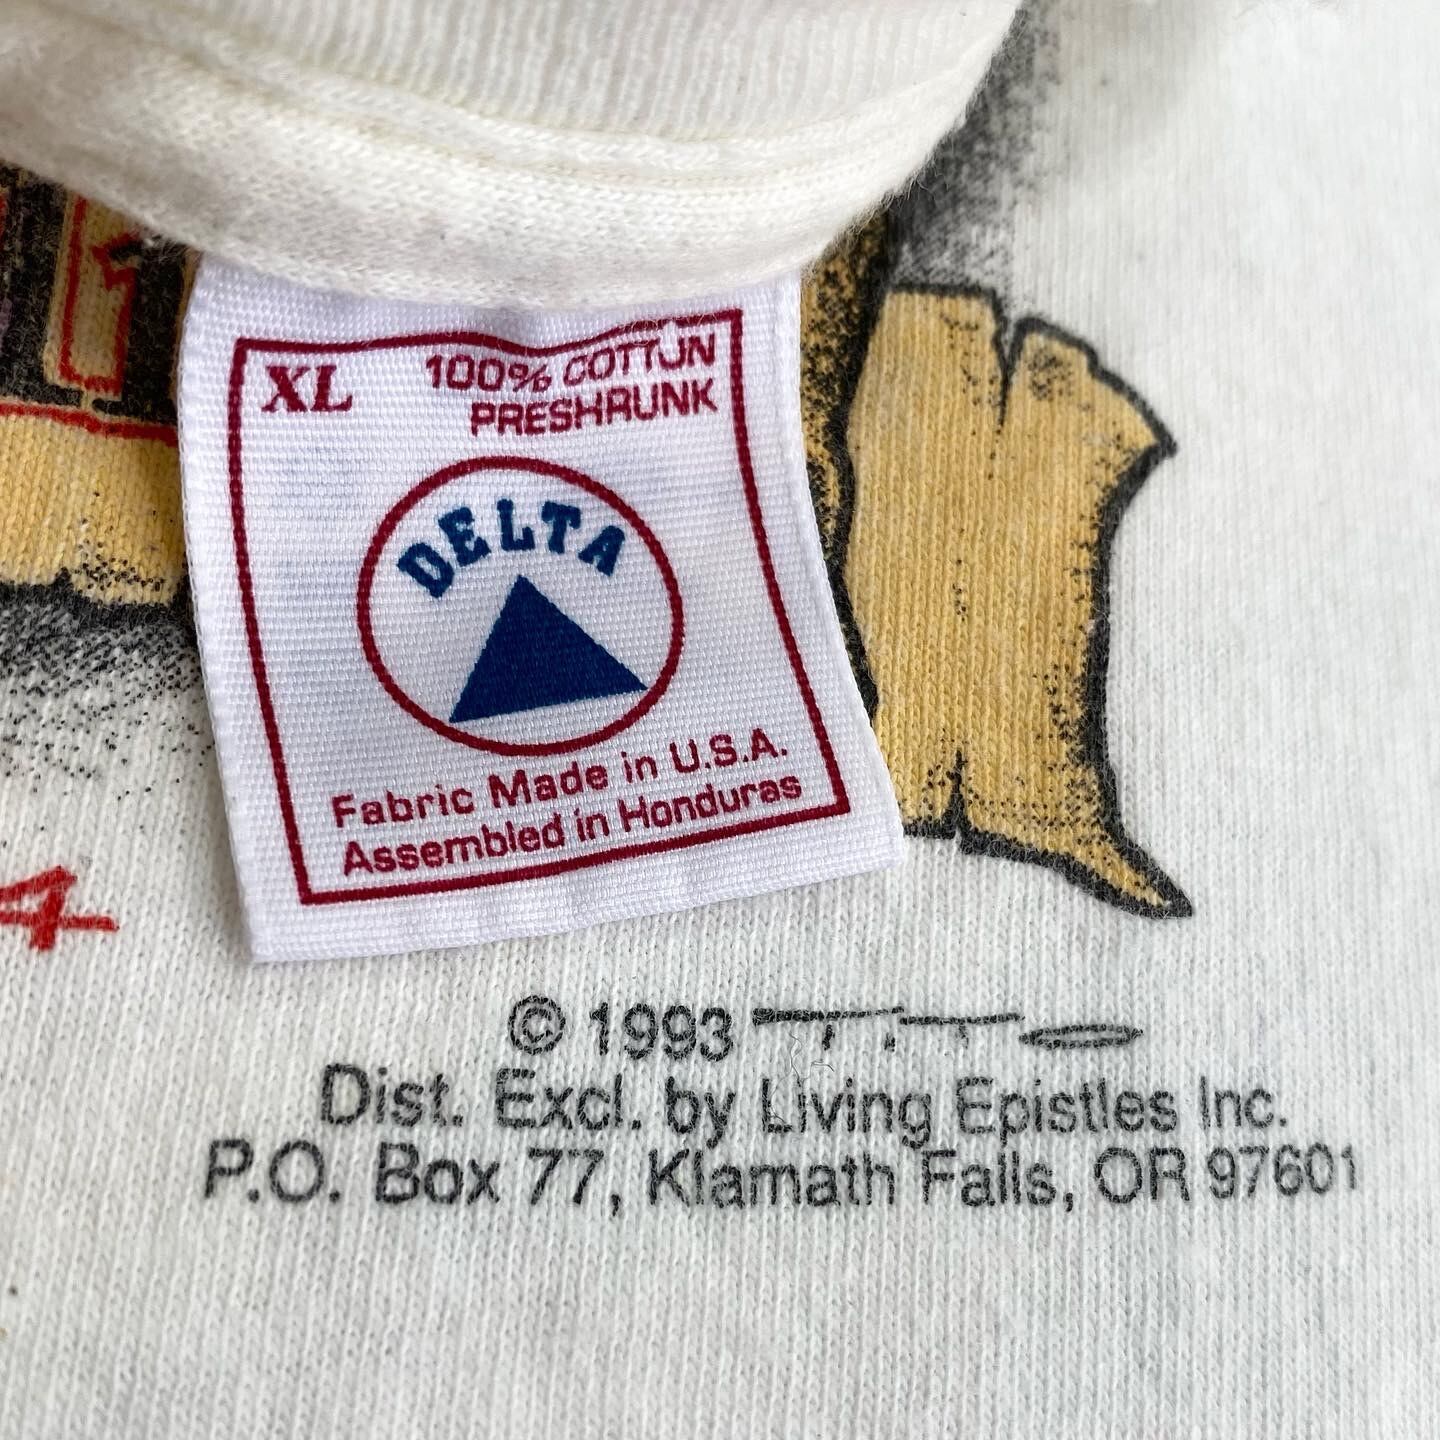 XL 100% COTTON
PRESHRUNK
DELTA
Fabric Made in U.S.A.
Assembled in Honduras
4
© 1993
Dist. Excl. by Living Epistles Inc.
P.O. Box 77, Klamath Falls, OR 97601